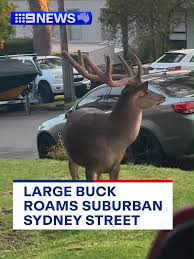 9NEWS
LARGE BUCK
ROAMS SUBURBAN
SYDNEY STREET